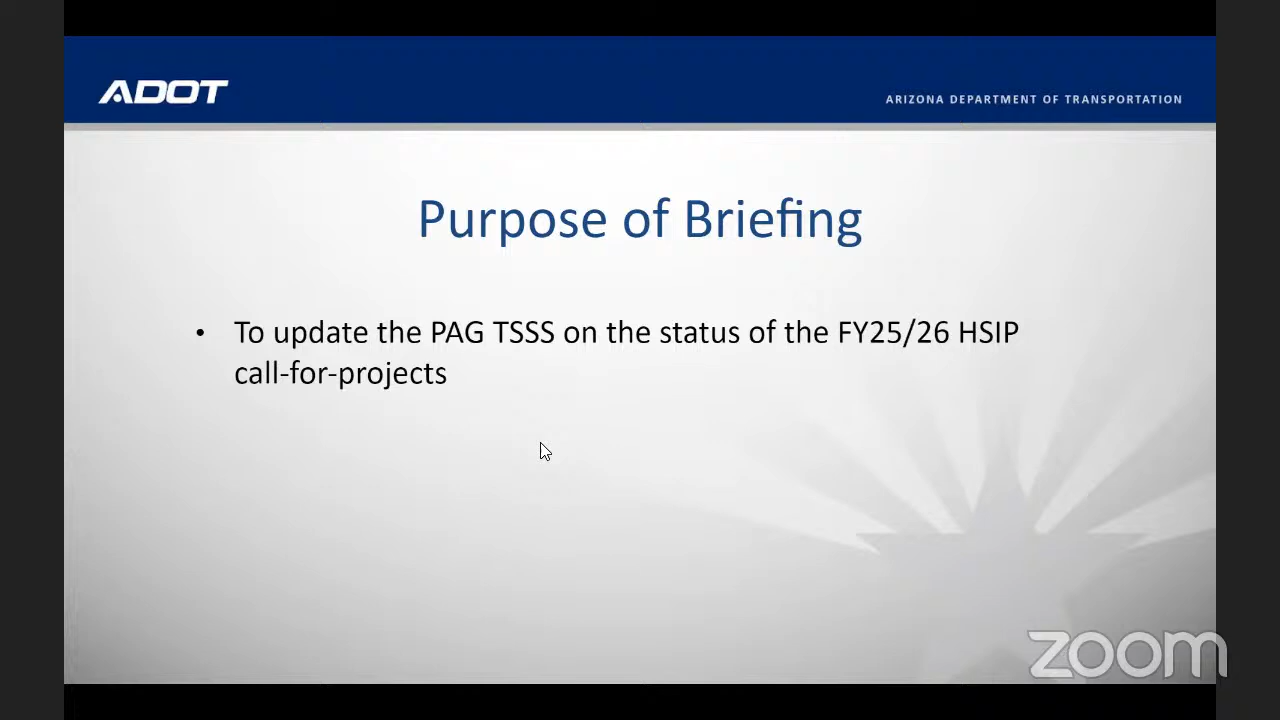 ADOT
ARIZONA DEPARTMENT OF TRANSPORTATION
Purpose of Briefing
• To update the PAG TSSS on the status of the FY25/26 HSIP
call-for-projects
zoom